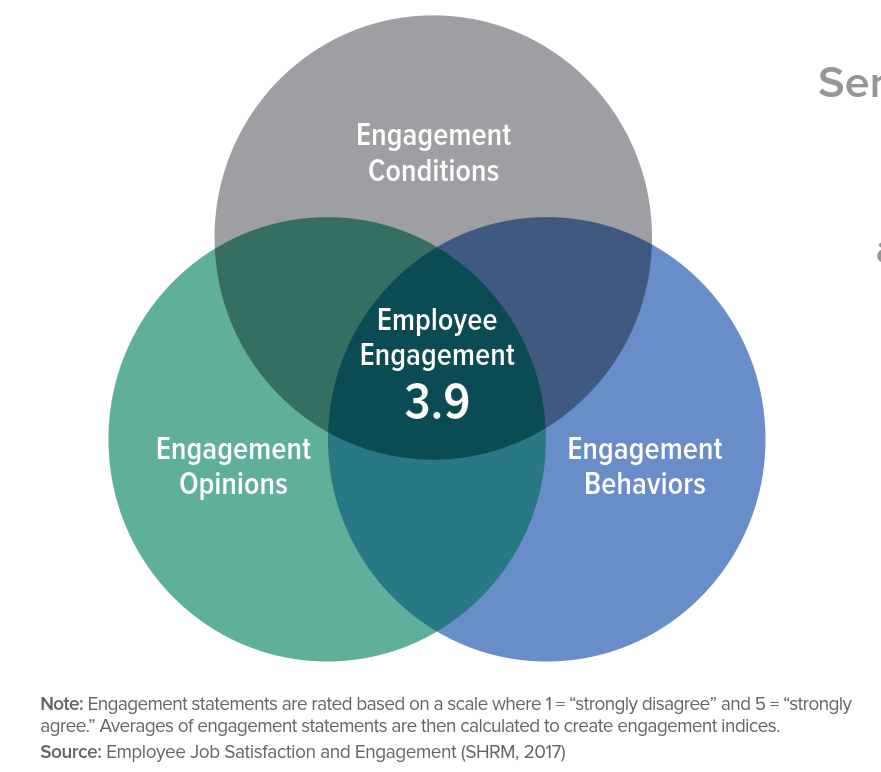 Engagement
Conditions
Employee
Engagement
3.9
Engagement
Opinions
Engagement
Behaviors
Note: Engagement statements are rated based on a scale where 1 = “strongly disagree” and 5 = “strongly
agree.” Averages of engagement statements are then calculated to create engagement indices.
Source: Employee Job Satisfaction and Engagement (SHRM, 2017)